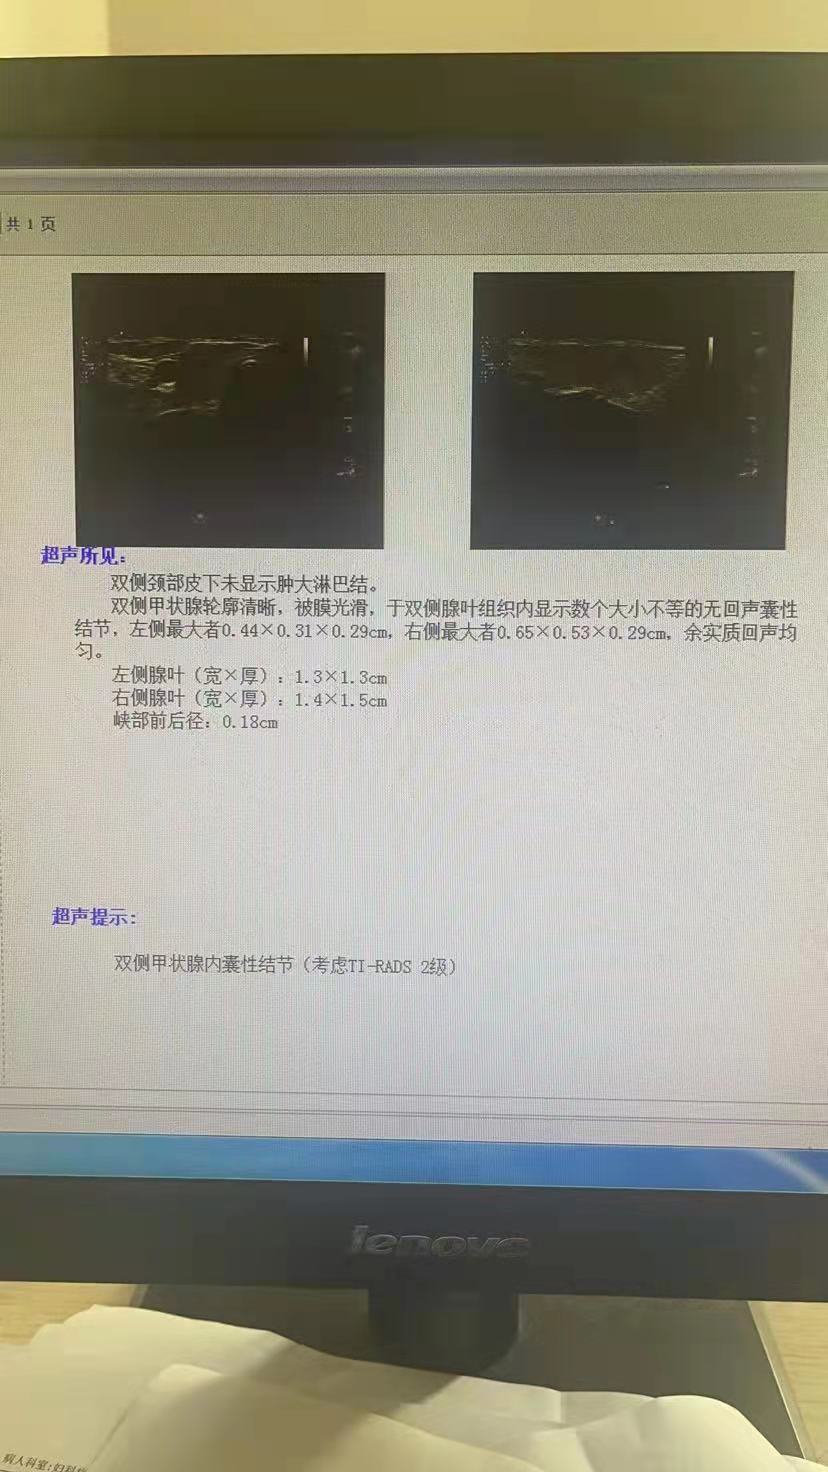 共 1 页
超声所见:
双侧颈部皮下未显示肿大淋巴结。
双侧甲状腺轮廓清晰，被膜光滑，于双侧腺叶组织内显示数个大小不等的无回声囊性
结节，左侧最大者0.44×0.31×0.29cm，右侧最大者0.65×0.53×0.29cm，余实质回声均
匀。
左侧腺叶（宽×厚）: 1.3×1.3cm
右侧腺叶（宽×厚）: 1.4×1.5cm
峡部前后径: 0.18cm
超声提示:
双侧甲状腺内囊性结节（考虑TI-RADS 2级）
lenovo
病人科室:妇科